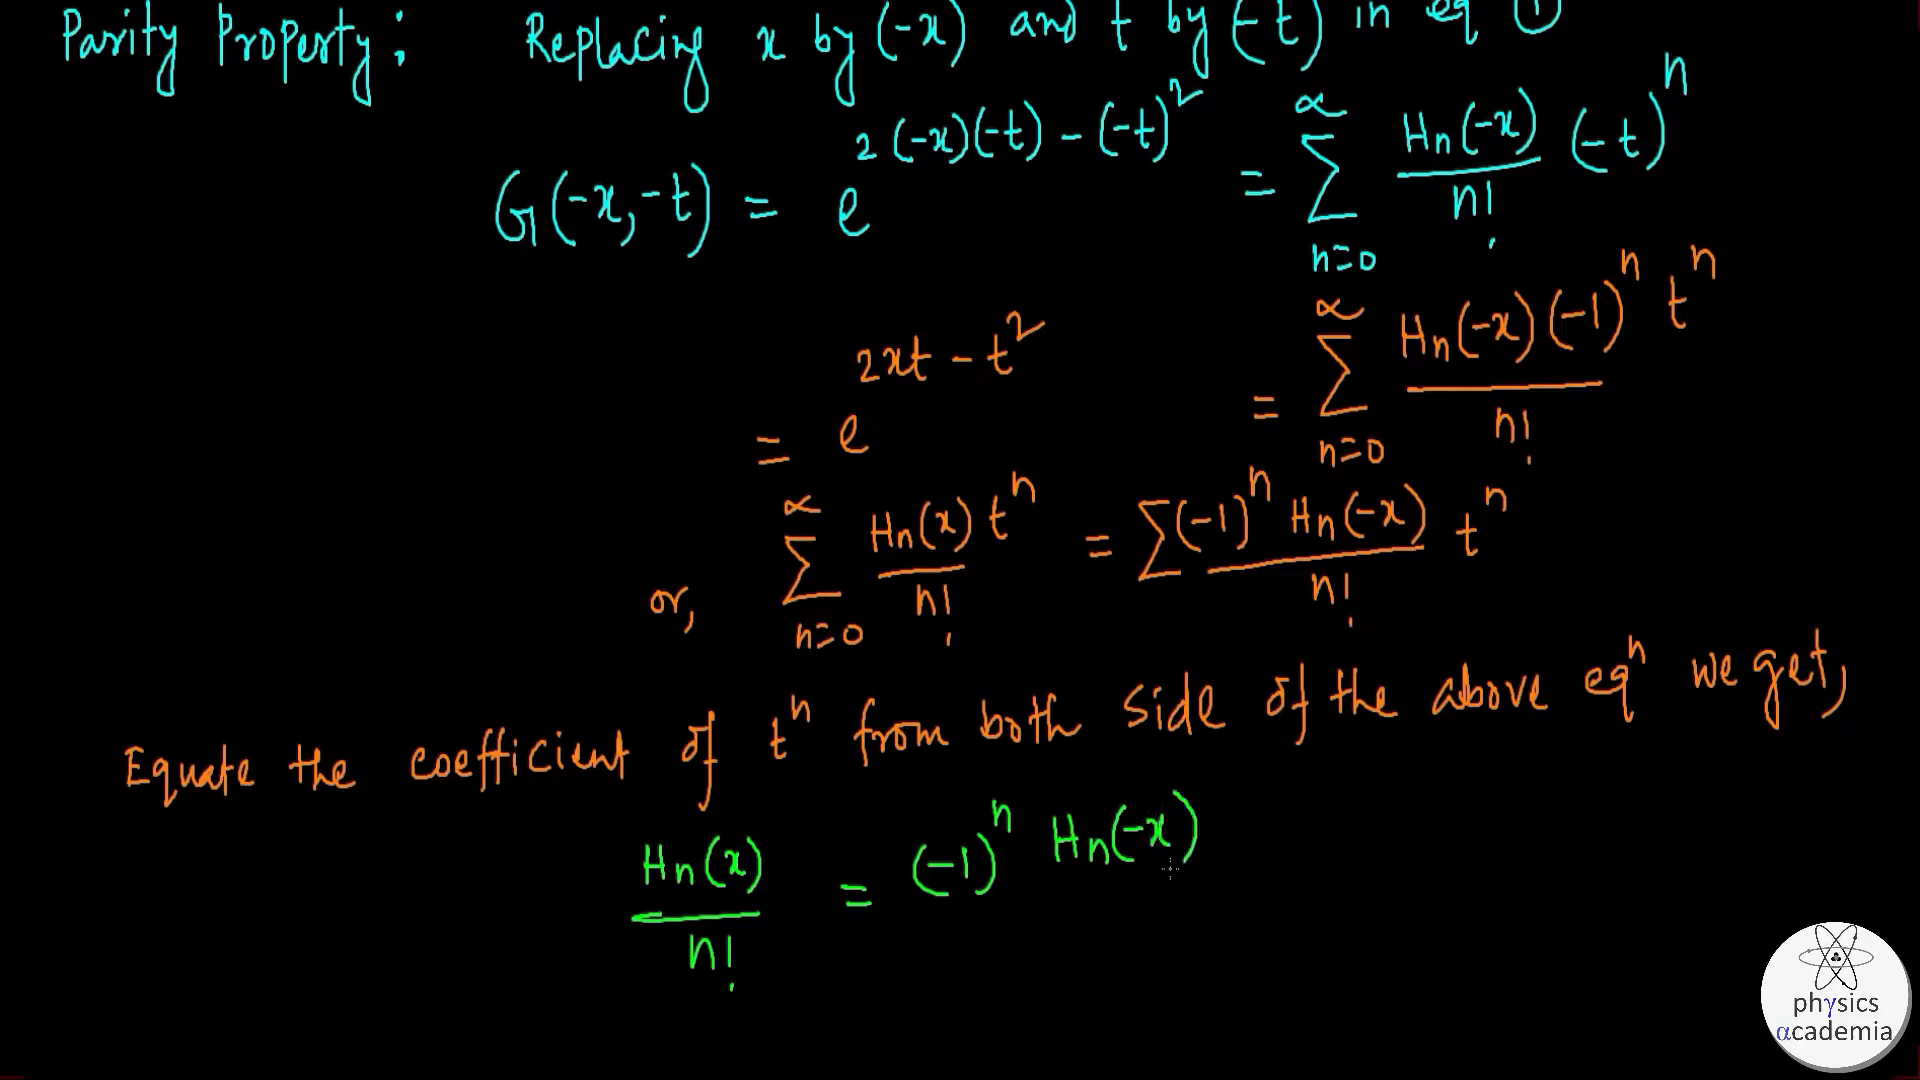 Parity Property: Replacing x by (-x) and t by (-t) in eq ①
G(-x,-t) = e^{2(-x)(-t) - (-t)^2} = ∑_{n=0}^{∝} Hn(-x)/n! (-t)^n
= e^{2xt - t^2} = ∑_{n=0}^{∝} Hn(-x)(-1)^n t^n / n!
or, ∑_{n=0}^{∝} Hn(x) t^n / n! = ∑ (-1)^n Hn(-x) / n! t^n
Equate the coefficient of t^n from both side of the above eq^n we get,
Hn(x) / n! = (-1)^n Hn(-x)
physics
αcademia